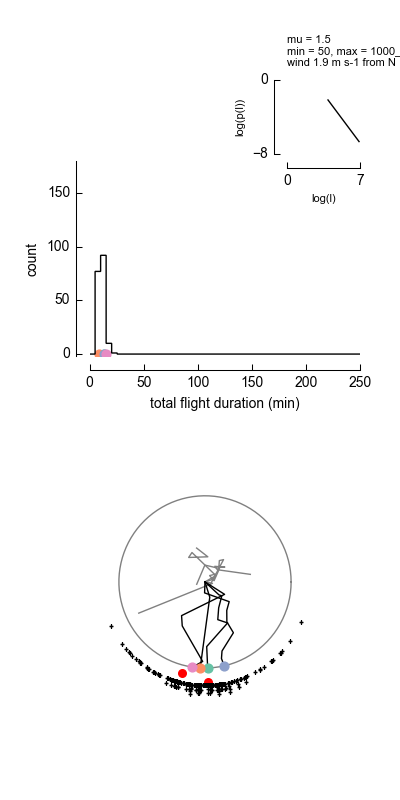 mu = 1.5
min = 50, max = 1000_
wind 1.9 m s-1 from N
0
log(p(l))
−8
0
7
log(l)
150
100
count
50
0
0
50
100
150
200
250
total flight duration (min)